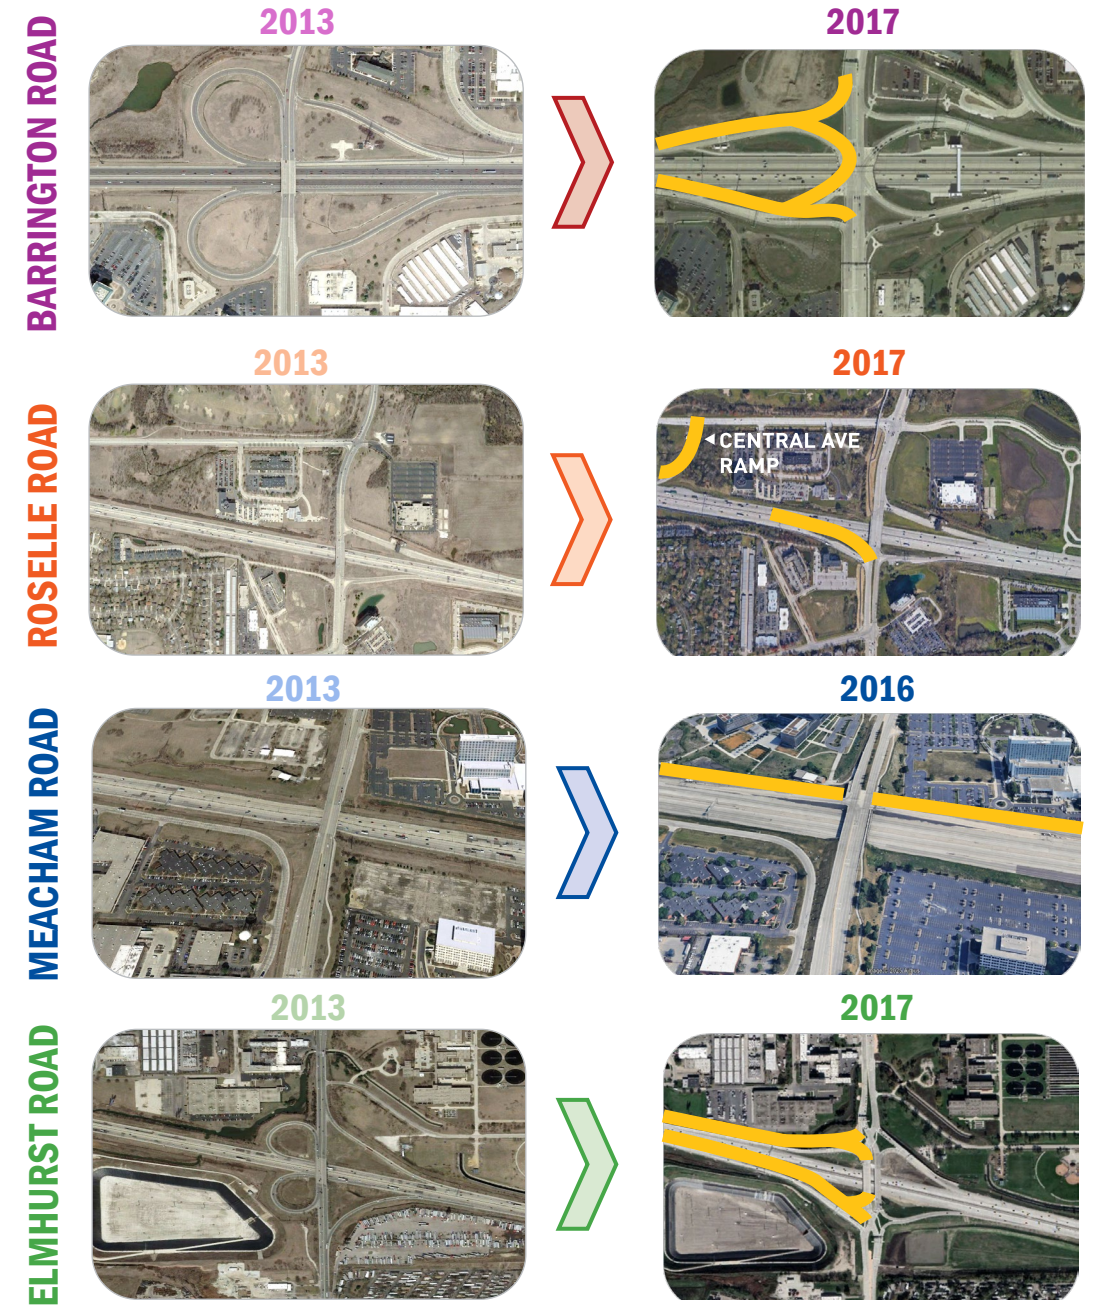 BARRINGTON ROAD
2013
2017
ROSELLE ROAD
2013
2017
CENTRAL AVE
RAMP
MEACHAM ROAD
2013
2016
ELMHURST ROAD
2013
2017